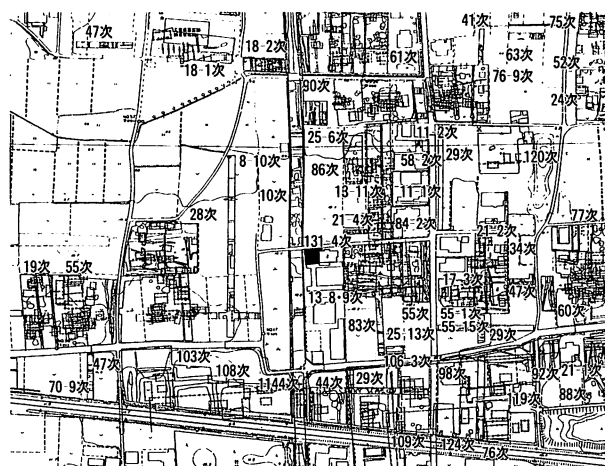 47次
41次
75次
18-2次
61次
63次
52次
18-1次
76-9次
90次
24次
25-6次
11-2次
8-10次
86次
58-2次
29次
120次
10次
13-11次
11-1次
28次
21-4次
84-2次
77次
131-4次
21-2次
34次
19次
55次
17-3次
47次
13-8・9次
55次
55-1次
60次
83次
25-13次
55-15次
29次
103次
106-3次
47次
108次
114次
44次
29次
98次
92次
21-1次
70-9次
119次
88次
109次
124次
76次